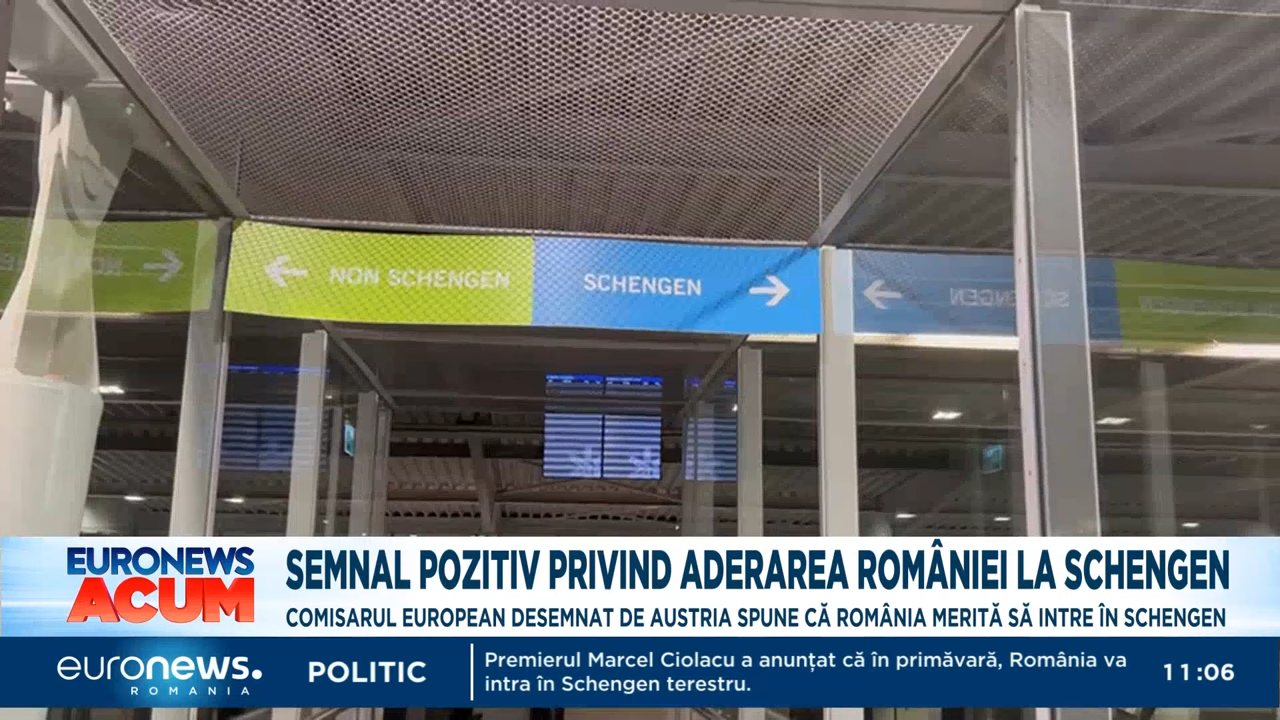 NON SCHENGEN
SCHENGEN
SCHENGEN
EURONEWS
ACUM
SEMNAL POZITIV PRIVIND ADERAREA ROMÂNIEI LA SCHENGEN
COMISARUL EUROPEAN DESEMNAT DE AUSTRIA SPUNE CĂ ROMÂNIA MERITĂ SĂ INTRE ÎN SCHENGEN
euronews.
ROMANIA
POLITIC
Premierul Marcel Ciolacu a anunțat că în primăvară, România va
intra în Schengen terestru.
11:06